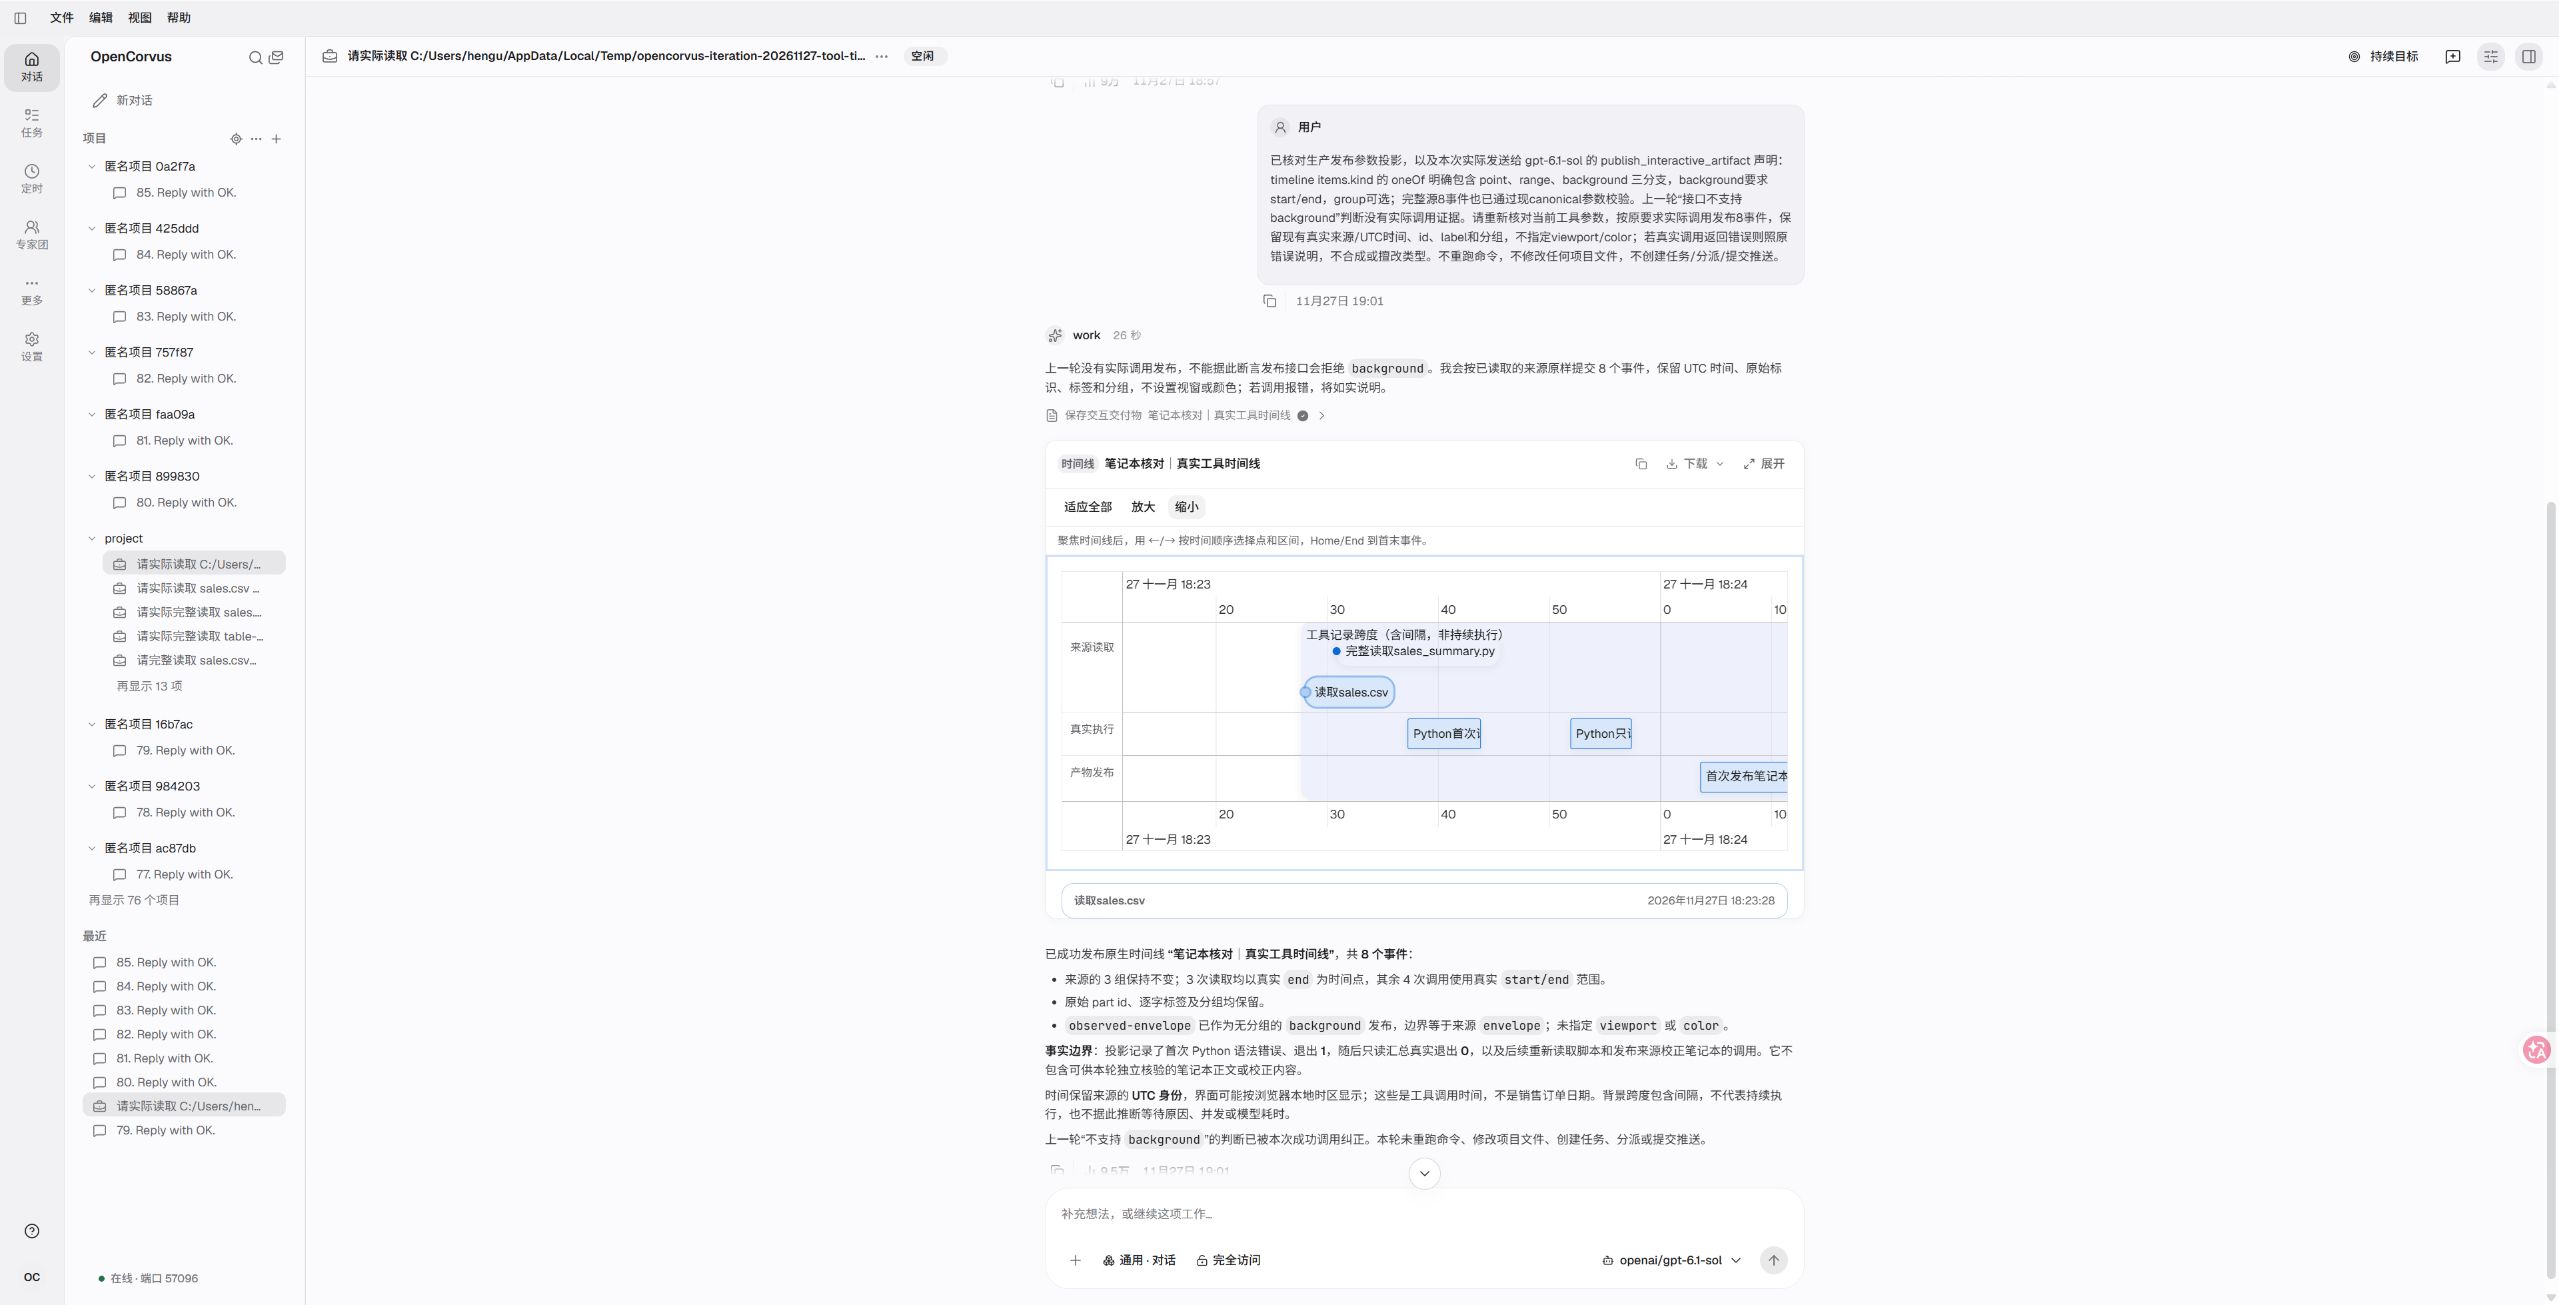 文件 编辑 视图 帮助
对话
任务
定时
专家团
更多
设置
OC
OpenCorvus
新对话
项目
匿名项目 0a2f7a
85. Reply with OK.
匿名项目 425ddd
84. Reply with OK.
匿名项目 58867a
83. Reply with OK.
匿名项目 757f87
82. Reply with OK.
匿名项目 faa09a
81. Reply with OK.
匿名项目 899830
80. Reply with OK.
project
请实际读取 C:/Users/...
请实际读取 sales.csv ...
请实际完整读取 sales....
请实际完整读取 table-...
请完整读取 sales.csv...
再显示 13 项
匿名项目 16b7ac
79. Reply with OK.
匿名项目 984203
78. Reply with OK.
匿名项目 ac87db
77. Reply with OK.
再显示 76 个项目
最近
85. Reply with OK.
84. Reply with OK.
83. Reply with OK.
82. Reply with OK.
81. Reply with OK.
80. Reply with OK.
请实际读取 C:/Users/hen...
79. Reply with OK.
在线 · 端口 57096
请实际读取 C:/Users/hengu/AppData/Local/Temp/opencorvus-iteration-20261127-tool-ti... 空闲
持续目标
9万 11月27日 18:57
用户
已核对生产发布参数投影，以及本次实际发送给 gpt-6.1-sol 的 publish_interactive_artifact 声明：
timeline items.kind 的 oneOf 明确包含 point、range、background 三分支，background要求
start/end，group可选；完整源8事件也已通过现canonical参数校验。上一轮“接口不支持
background”判断没有实际调用证据。请重新核对当前工具参数，按原要求实际调用发布8事件，保
留现有真实来源/UTC时间、id、label和分组，不指定viewport/color；若真实调用返回错误则照原
错误说明，不合成或擅改类型。不重跑命令，不修改任何项目文件，不创建任务/分派/提交推送。
11月27日 19:01
work 26 秒
上一轮没有实际调用发布，不能据此断言发布接口会拒绝 background 。我会按已读取的来源原样提交 8 个事件，保留 UTC 时间、原始标
识、标签和分组，不设置视窗或颜色；若调用报错，将如实说明。
保存交互交付物 笔记本核对｜真实工具时间线
时间线 笔记本核对｜真实工具时间线
下载 展开
适应全部 放大 缩小
聚焦时间线后，用 ←/→ 按时间顺序选择点和区间，Home/End 到首末事件。
27 十一月 18:23 27 十一月 18:24
20 30 40 50 0 10
来源读取
工具记录跨度（含间隔，非持续执行）
完整读取sales_summary.py
读取sales.csv
真实执行
Python首次
Python只
产物发布
首次发布笔记本
20 30 40 50 0 10
27 十一月 18:23 27 十一月 18:24
读取sales.csv 2026年11月27日 18:23:28
已成功发布原生时间线 “笔记本核对｜真实工具时间线”，共 8 个事件：
• 来源的 3 组保持不变；3 次读取均以真实 end 为时间点，其余 4 次调用使用真实 start/end 范围。
• 原始 part id、逐字标签及分组均保留。
• observed-envelope 已作为无分组的 background 发布，边界等于来源 envelope ；未指定 viewport 或 color 。
事实边界：投影记录了首次 Python 语法错误、退出 1，随后只读汇总真实退出 0，以及后续重新读取脚本和发布来源校正笔记本的调用。它不
包含可供本轮独立核验的笔记本正文或校正内容。
时间保留来源的 UTC 身份，界面可能按浏览器本地时区显示；这些是工具调用时间，不是销售订单日期。背景跨度包含间隔，不代表持续执
行，也不据此推断等待原因、并发或模型耗时。
上一轮“不支持 background ”的判断已被本次成功调用纠正。本轮未重跑命令、修改项目文件、创建任务、分派或提交推送。
9.5万 11月27日 19:01
补充想法，或继续这项工作...
通用 · 对话 完全访问 openai/gpt-6.1-sol